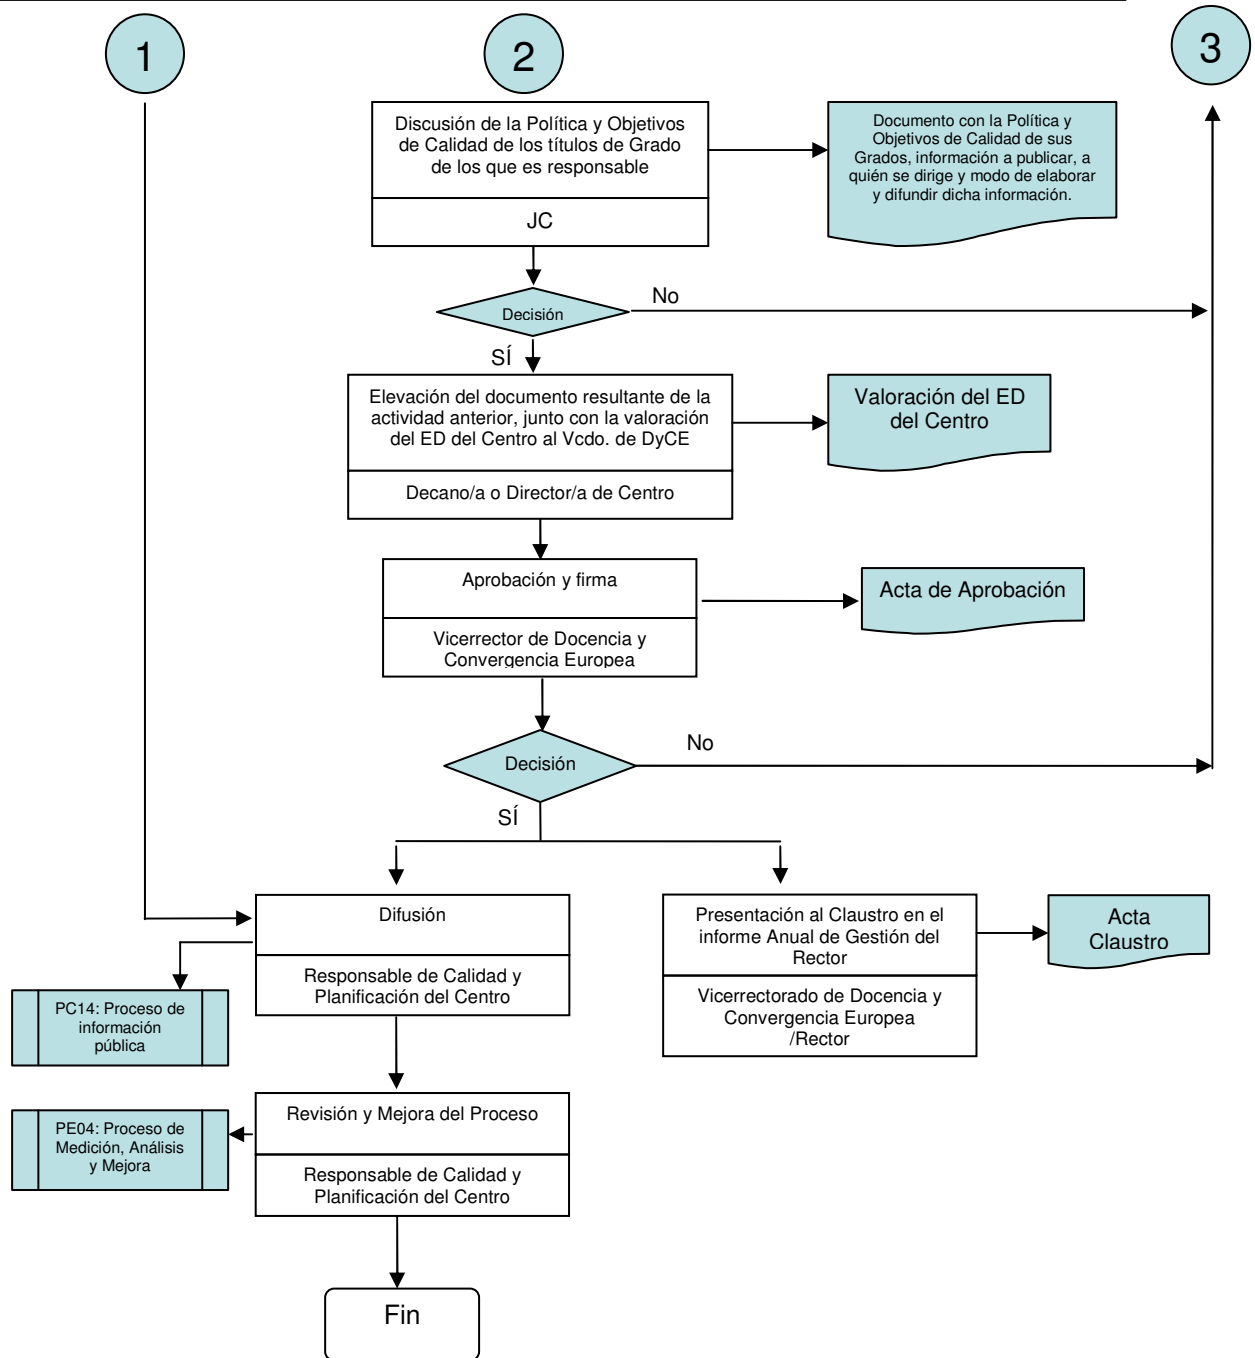 1
2
3
Discusión de la Política y Objetivos
de Calidad de los títulos de Grado
de los que es responsable
JC
Documento con la Política y
Objetivos de Calidad de sus
Grados, información a publicar, a
quién se dirige y modo de elaborar
y difundir dicha información.
Decisión
No
SÍ
Elevación del documento resultante de la
actividad anterior, junto con la valoración
del ED del Centro al Vcdo. de DyCE
Decano/a o Director/a de Centro
Valoración del ED
del Centro
Aprobación y firma
Vicerrector de Docencia y
Convergencia Europea
Acta de Aprobación
Decisión
No
SÍ
Difusión
Responsable de Calidad y
Planificación del Centro
Presentación al Claustro en el
informe Anual de Gestión del
Rector
Vicerrectorado de Docencia y
Convergencia Europea
/Rector
Acta
Claustro
PC14: Proceso de
información
pública
Revisión y Mejora del Proceso
Responsable de Calidad y
Planificación del Centro
PE04: Proceso de
Medición, Análisis
y Mejora
Fin